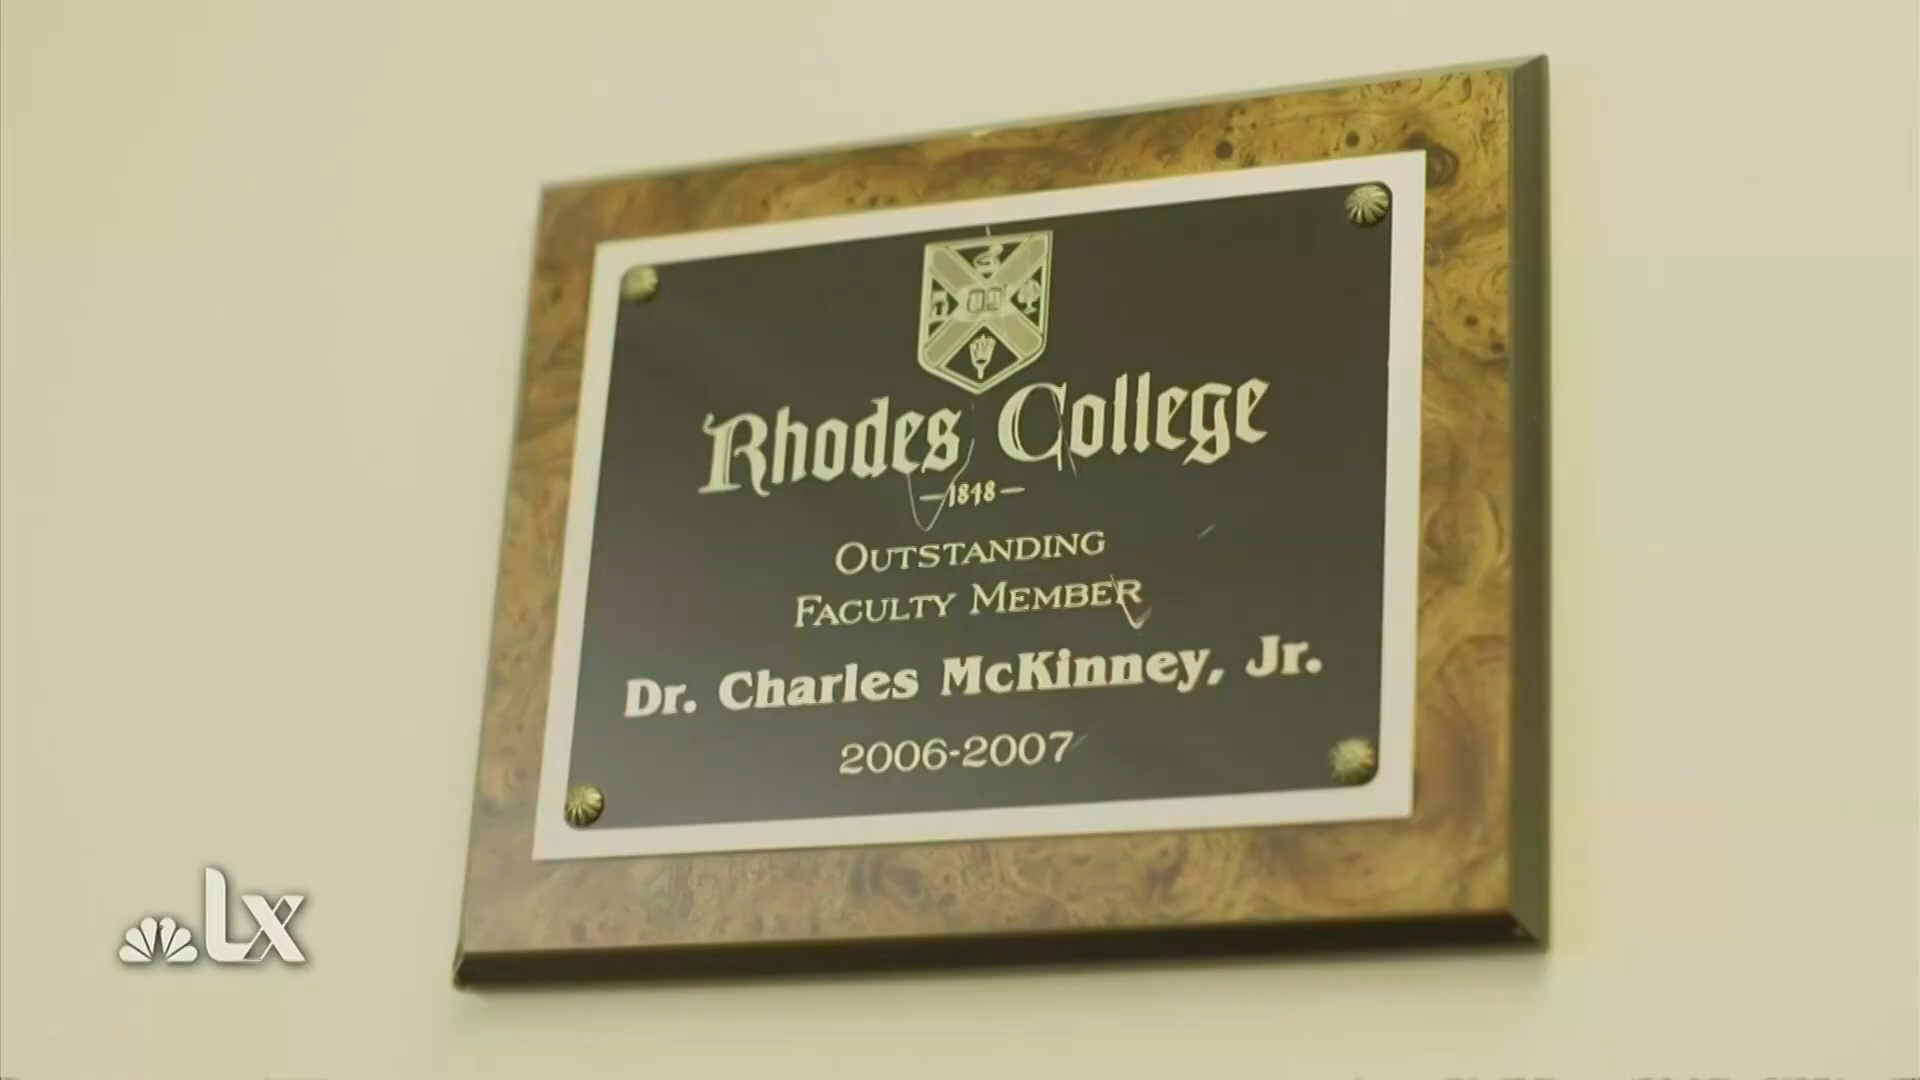 Rhodes College
—1848—
OUTSTANDING
FACULTY MEMBER
Dr. Charles McKinney, Jr.
2006-2007
LX